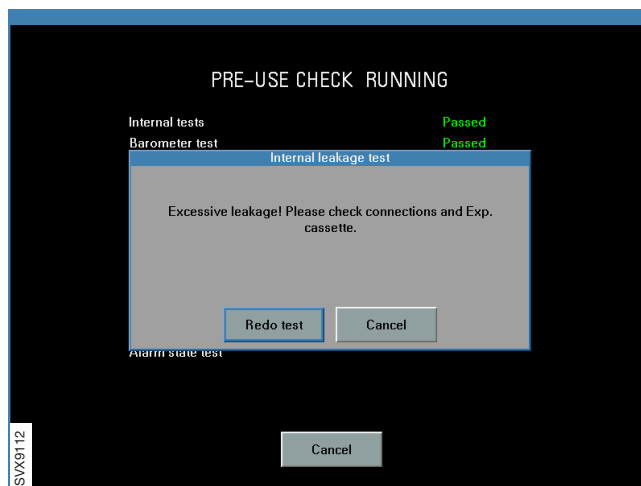 PRE-USE CHECK RUNNING
Internal tests Passed
Barometer test Passed
Internal leakage test
Excessive leakage! Please check connections and Exp.
cassette.
Redo test Cancel
Alarm state test
Cancel
SVX9112